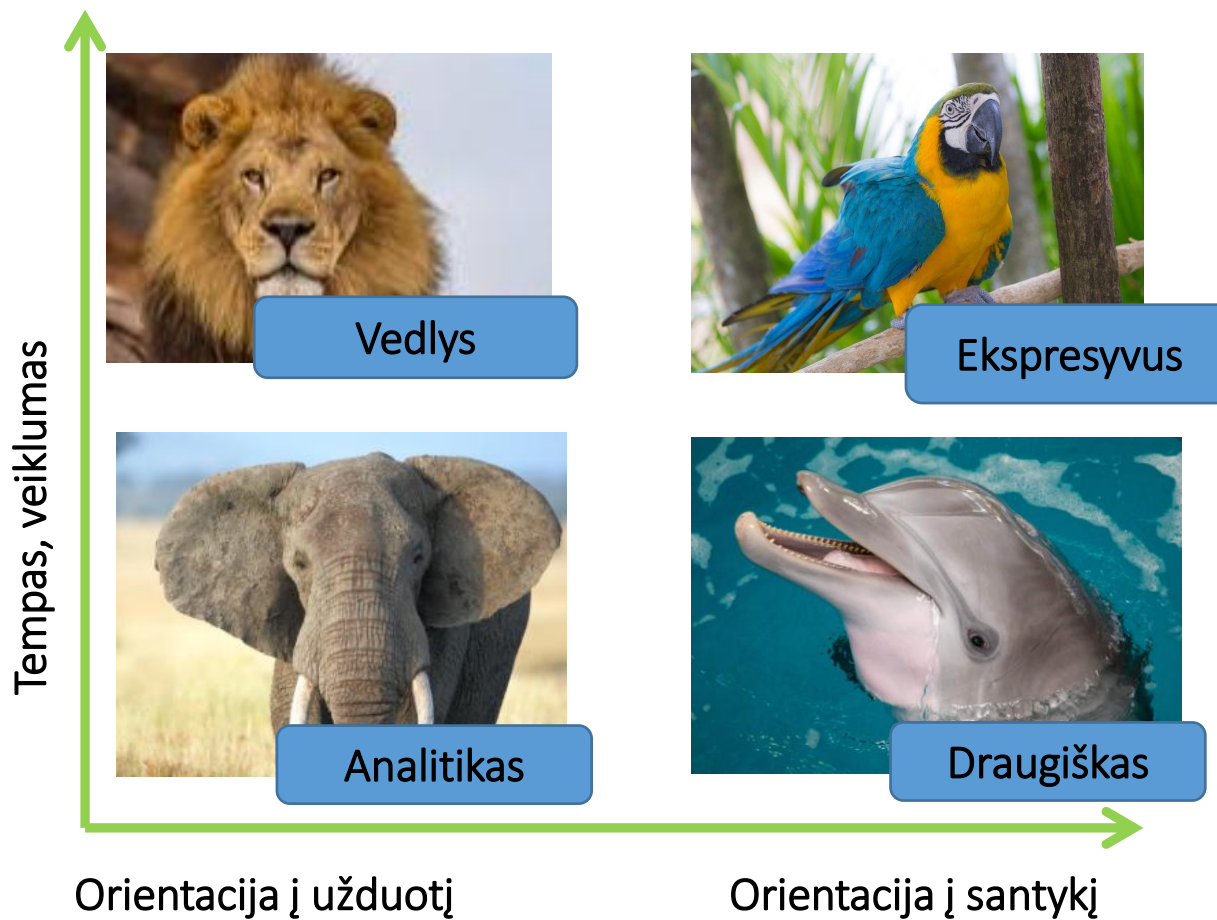 Tempas, veiklumas
Vedlys
Ekspresyvus
Analitikas
Draugiškas
Orientacija į užduotį
Orientacija į santykį